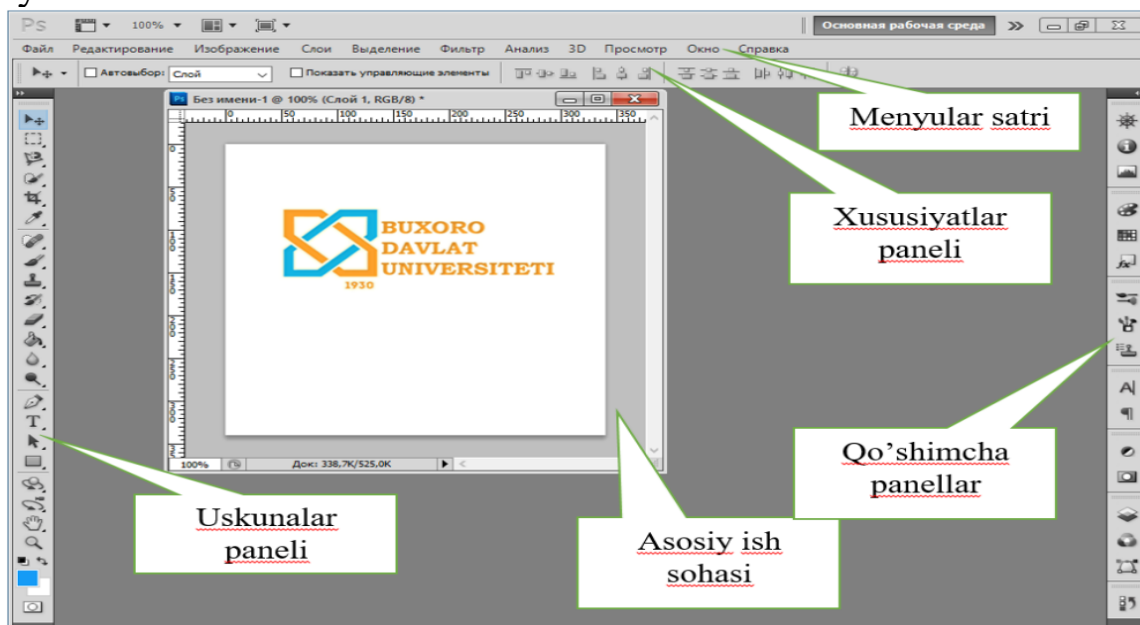 у
Ps 100%
Основная рабочая среда
Файл Редактирование Изображение Слои Выделение Фильтр Анализ 3D Просмотр Окно Справка
Автовыбор: Слой Показать управляющие элементы
Ps Без имени-1 @ 100% (Слой 1, RGB/8) *
0 50 100 150 200 250 300 350
Menyular satri
Xususiyatlar
paneli
BUXORO
DAVLAT
UNIVERSITETI
1930
Qo’shimcha
panellar
100% Док: 338,7K/525,0K
Uskunalar
paneli
Asosiy ish
sohasi